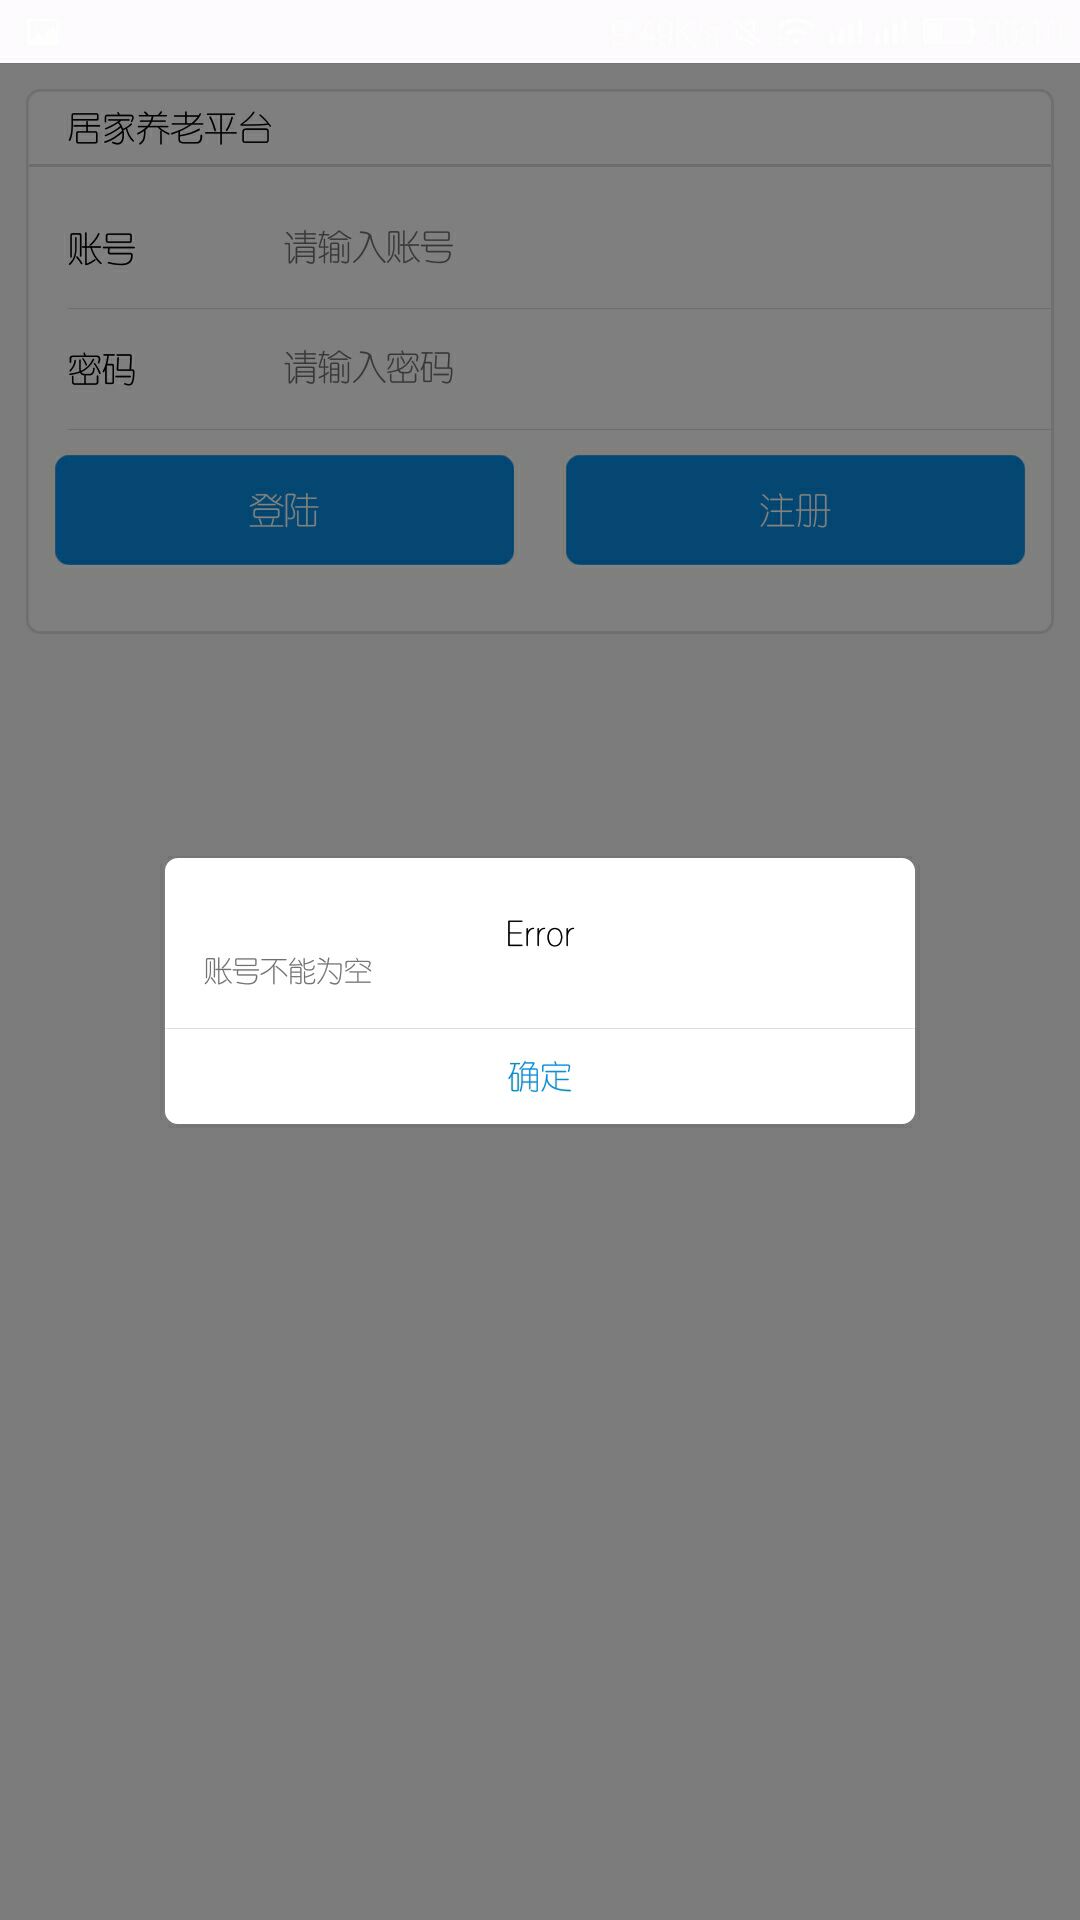 居家养老平台
账号 请输入账号
密码 请输入密码
登陆 注册
Error
账号不能为空
确定